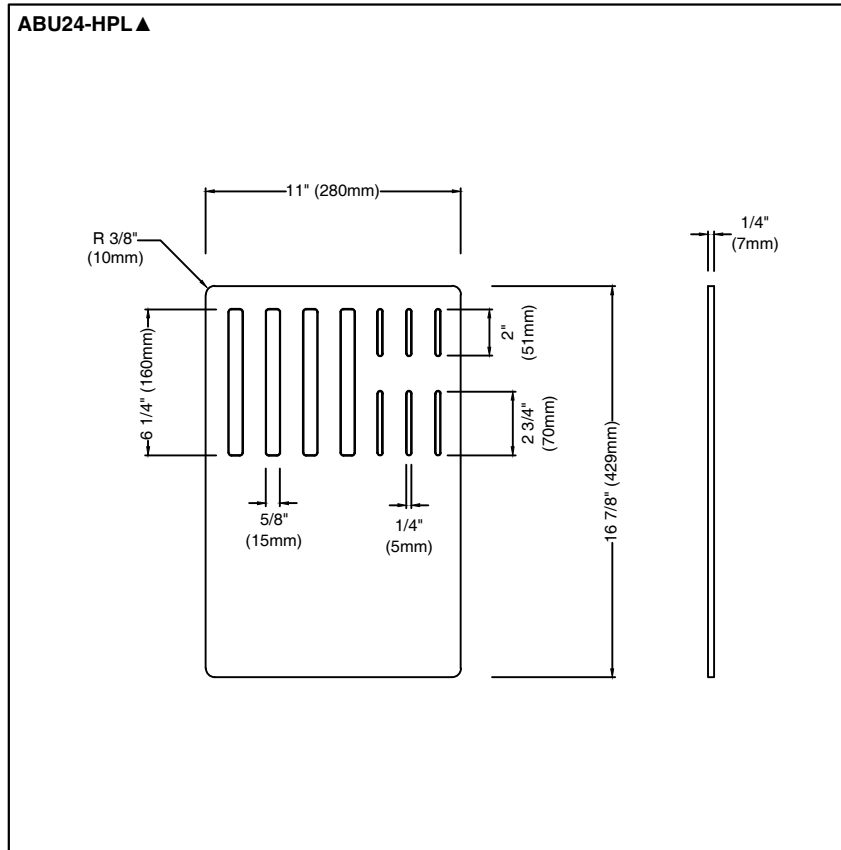 ABU24-HPL▲
11" (280mm)
R 3/8"
(10mm)
1/4"
(7mm)
6 1/4" (160mm)
2"
(51mm)
2 3/4"
(70mm)
16 7/8" (429mm)
5/8"
(15mm)
1/4"
(5mm)